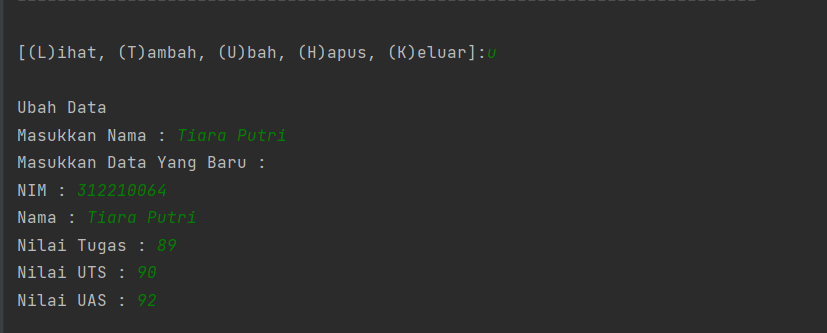 [(L)ihat, (T)ambah, (U)bah, (H)apus, (K)eluar]:u
Ubah Data
Masukkan Nama : Tiara Putri
Masukkan Data Yang Baru :
NIM : 312210064
Nama : Tiara Putri
Nilai Tugas : 89
Nilai UTS : 90
Nilai UAS : 92